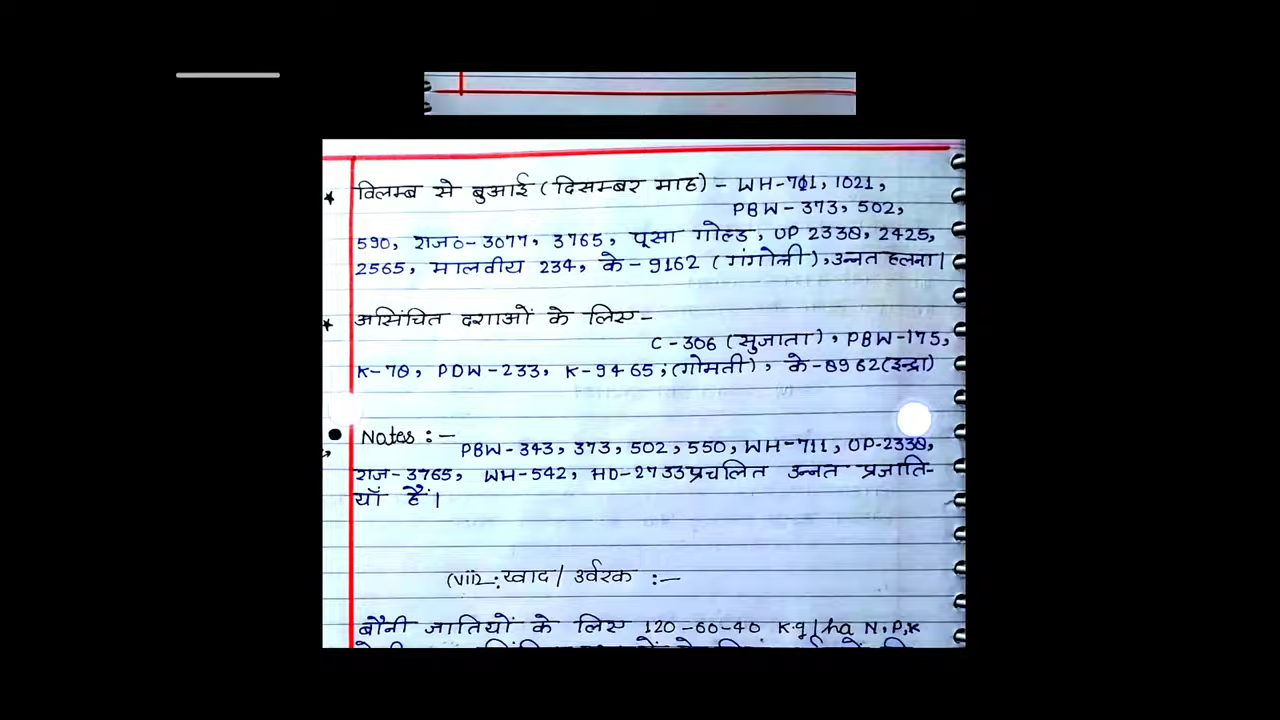 विलम्ब से बुआई (दिसम्बर माह) - WH-701, 1021,
PBW - 373, 502,
590, राज०-3077, 3765, पूसा गोल्ड, UP 2338, 2425,
2565, मालवीय 234, के - 9162 (गंगोत्री), उन्नत हलना।
असिंचित दशाओं के लिए -
C-306 (सुजाता), PBW-175,
K-78, PDW-233, K-9465, (गोमती), के-8962(इन्द्रा)
Notes :-
PBW-343, 373, 502, 550, WH-711, UP-2338,
राज-3765, WH-542, HD-2733 प्रचलित उन्नत प्रजाति-
याँ हैं।
(vii) खाद / उर्वरक :-
बौनी जातियों के लिए 120-60-40 K.g/ha N,P,K